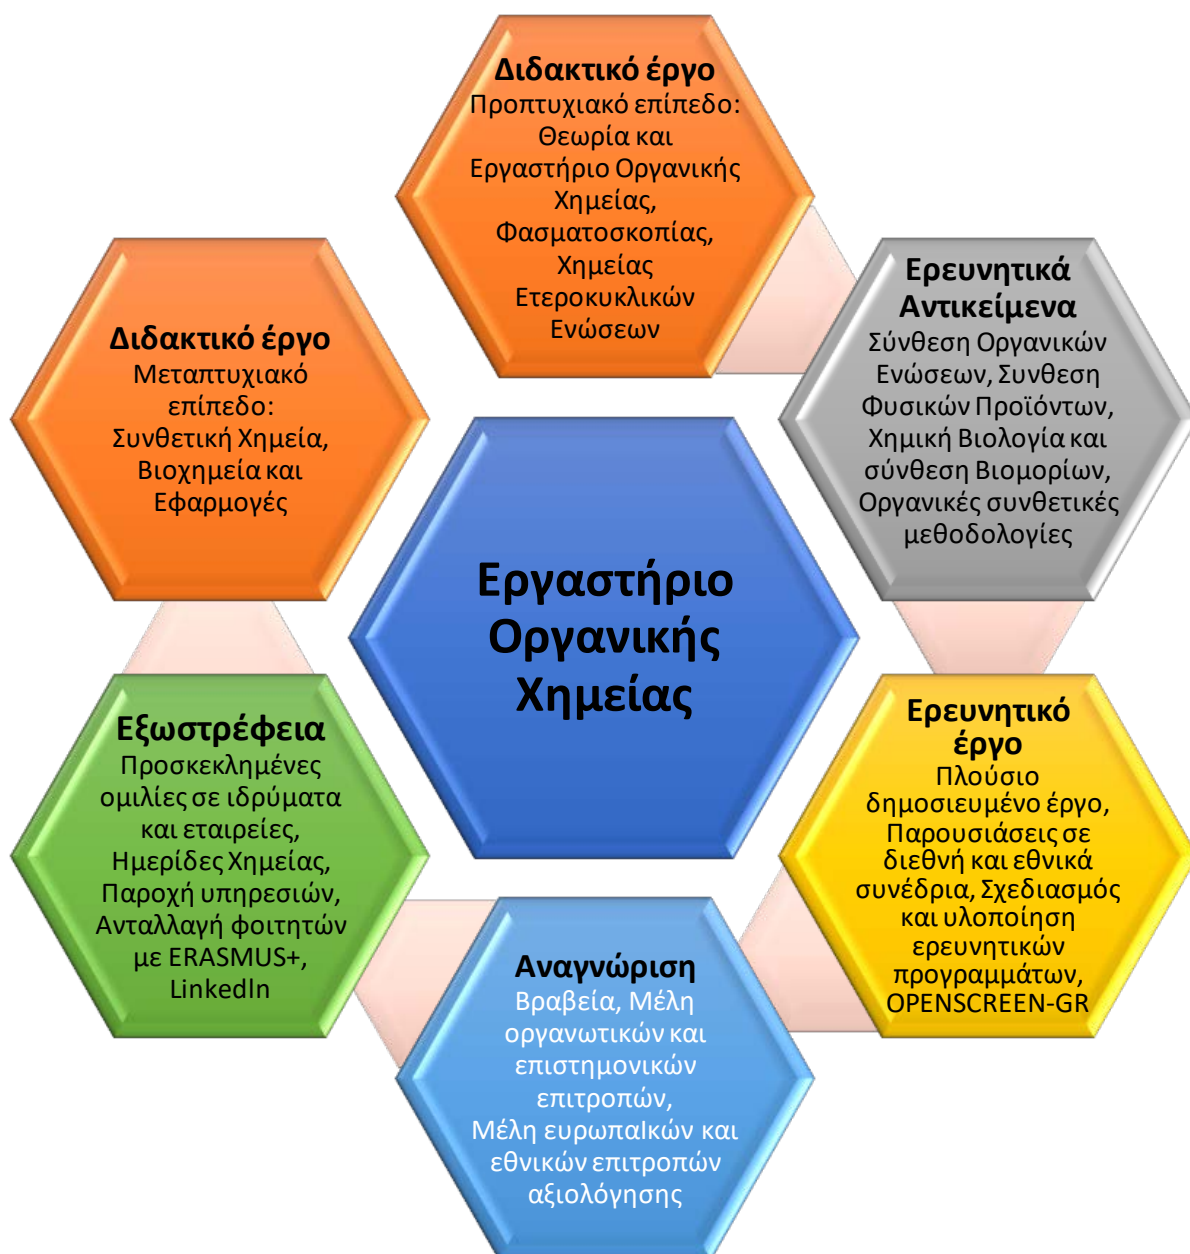 Διδακτικό έργο
Προπτυχιακό επίπεδο:
Θεωρία και
Εργαστήριο Οργανικής
Χημείας,
Φασματοσκοπίας,
Χημείας
Ετεροκυκλικών
Ενώσεων
Ερευνητικά
Αντικείμενα
Σύνθεση Οργανικών
Ενώσεων, Συνθεση
Φυσικών Προϊόντων,
Χημική Βιολογία και
σύνθεση Βιομορίων,
Οργανικές συνθετικές
μεθοδολογίες
Ερευνητικό
έργο
Πλούσιο
δημοσιευμένο έργο,
Παρουσιάσεις σε
διεθνή και εθνικά
συνέδρια, Σχεδιασμός
και υλοποίηση
ερευνητικών
προγραμμάτων,
OPENSCREEN-GR
Αναγνώριση
Βραβεία, Μέλη
οργανωτικών και
επιστημονικών
επιτροπών,
Μέλη ευρωπαΙκών και
εθνικών επιτροπών
αξιολόγησης
Εξωστρέφεια
Προσκεκλημένες
ομιλίες σε ιδρύματα
και εταιρείες,
Ημερίδες Χημείας,
Παροχή υπηρεσιών,
Ανταλλαγή φοιτητών
με ERASMUS+,
LinkedIn
Διδακτικό έργο
Μεταπτυχιακό
επίπεδο:
Συνθετική Χημεία,
Βιοχημεία και
Εφαρμογές
Εργαστήριο
Οργανικής
Χημείας